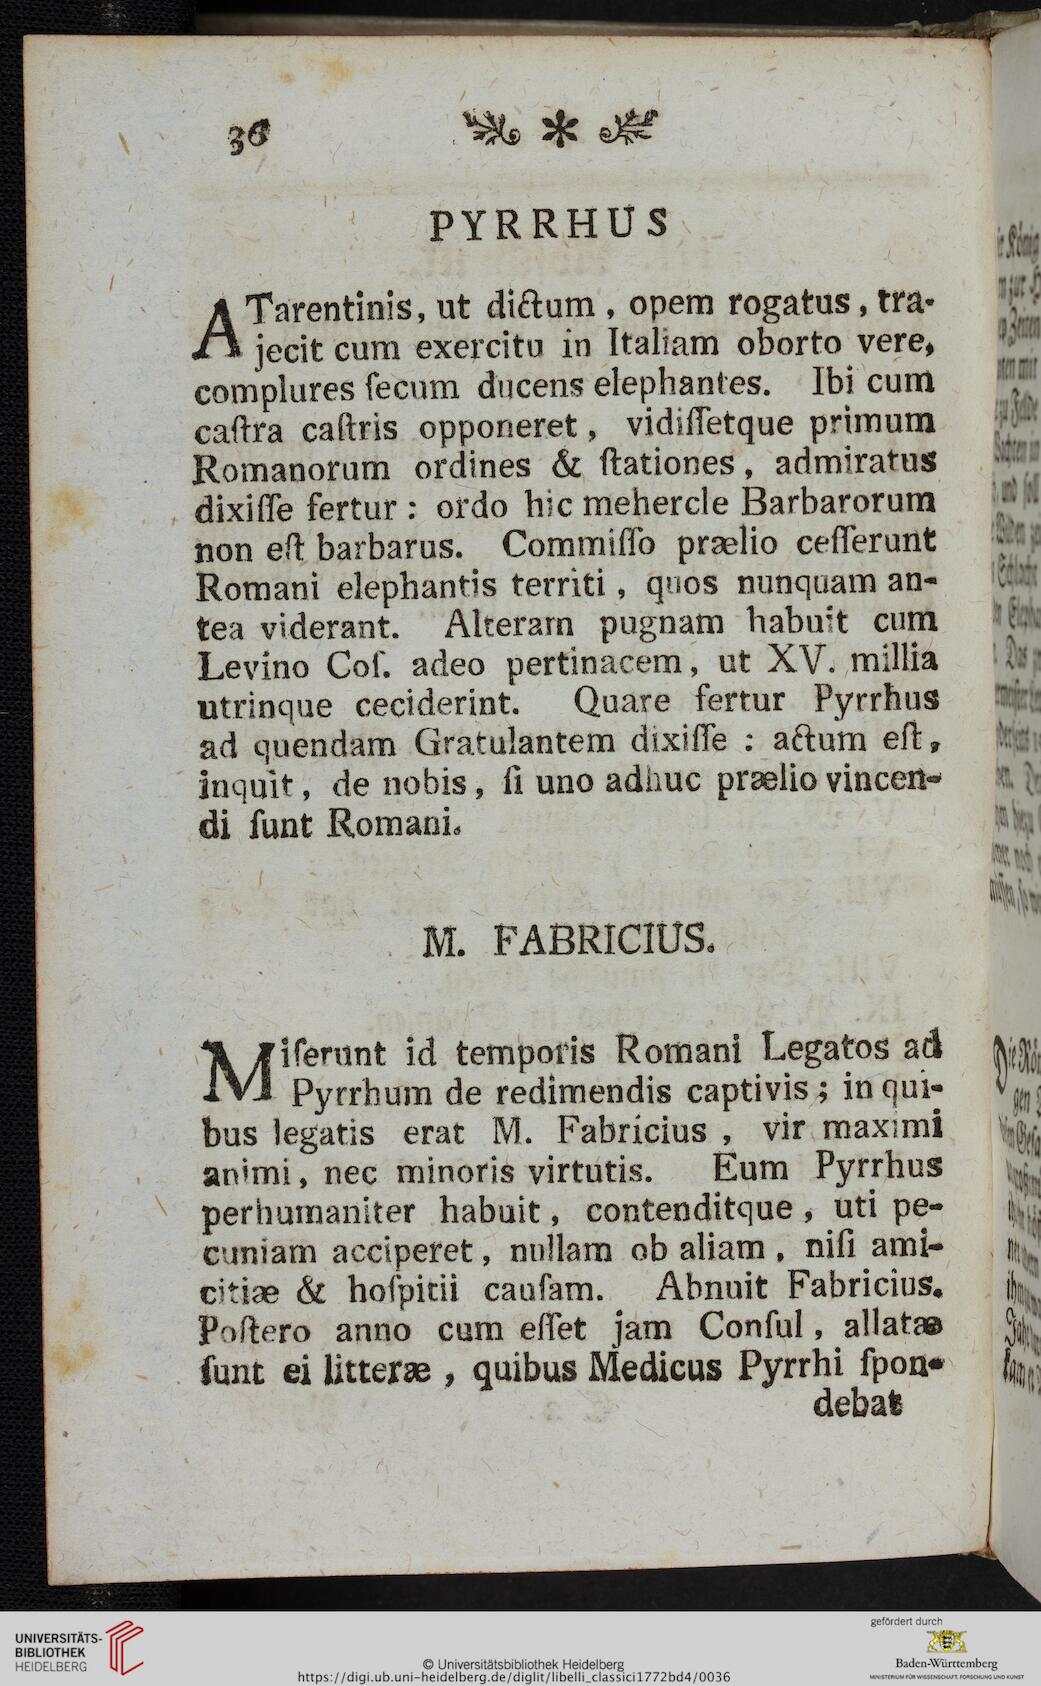 36
PYRRHUS
A Tarentinis, ut dictum, opem rogatus, tra-
jecit cum exercitu in Italiam oborto vere,
complures ſecum ducens elephantes. Ibi cum
caſtra caſtris opponeret, vidiſſetque primum
Romanorum ordines & ſtationes, admiratus
dixiſſe fertur: ordo hic mehercle Barbarorum
non eſt barbarus. Commiſſo prælio ceſſerunt
Romani elephantis territi, quos nunquam an-
tea viderant. Alteram pugnam habuit cum
Levino Coſ. adeo pertinacem, ut XV. millia
utrinque ceciderint. Quare fertur Pyrrhus
ad quendam Gratulantem dixiſſe : actum eſt,
inquit, de nobis, ſi uno adhuc prælio vincen-
di ſunt Romani.
M. FABRICIUS.
Miſerunt id temporis Romani Legatos ad
Pyrrhum de redimendis captivis; in qui-
bus legatis erat M. Fabricius, vir maximi
animi, nec minoris virtutis. Eum Pyrrhus
perhumaniter habuit, contenditque, uti pe-
cuniam acciperet, nullam ob aliam, niſi ami-
citiæ & hoſpitii cauſam. Abnuit Fabricius.
Poſtero anno cum eſſet jam Conſul, allatæ
ſunt ei litteræ, quibus Medicus Pyrrhi ſpon-
debat
UNIVERSITÄTS-
BIBLIOTHEK
HEIDELBERG
© Universitätsbibliothek Heidelberg
https://digi.ub.uni-heidelberg.de/diglit/libelli_classici1772bd4/0036
gefördert durch
Baden-Württemberg
MINISTERIUM FÜR WISSENSCHAFT, FORSCHUNG UND KUNST